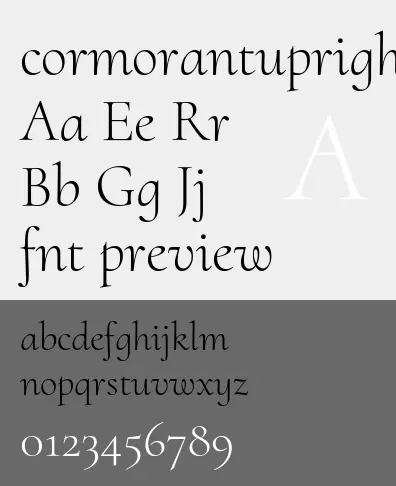 cormorantuprigh
Aa Ee Rr
A
Bb Gg Jj
fnt preview
abcdefghijklm
nopqrstuvwxyz
0123456789